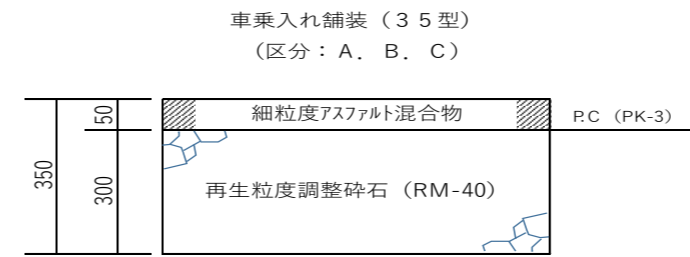 車乗入れ舗装（３５型）
（区分：A．B．C）
50
細粒度ｱｽﾌｧﾙﾄ混合物
P.C（PK-3）
350
300
再生粒度調整砕石（RM-40）